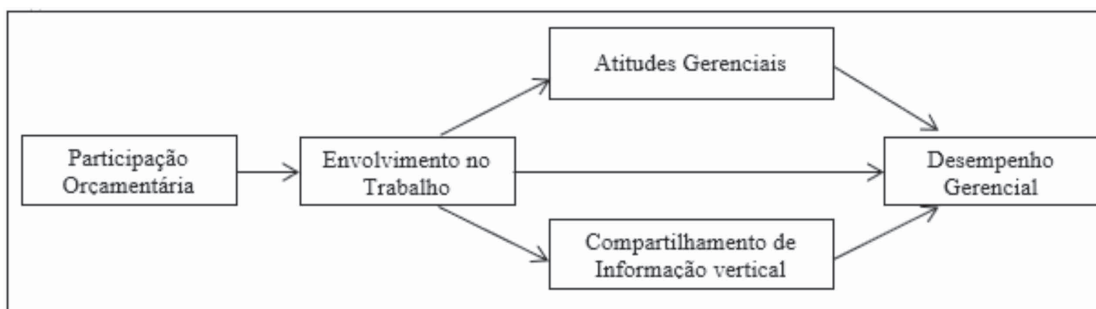 Atitudes Gerenciais
Participação
Orçamentária
Envolvimento no
Trabalho
Desempenho
Gerencial
Compartilhamento de
Informação vertical